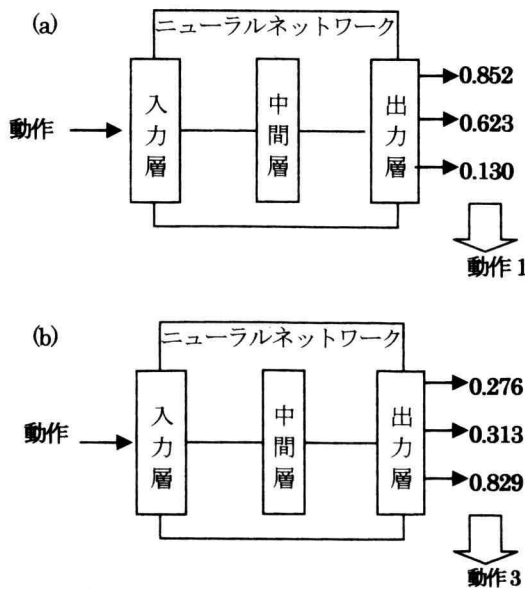 (a)
ニューラルネットワーク
動作
入力層
中間層
出力層
0.852
0.623
0.130
動作1
(b)
ニューラルネットワーク
動作
入力層
中間層
出力層
0.276
0.313
0.829
動作3